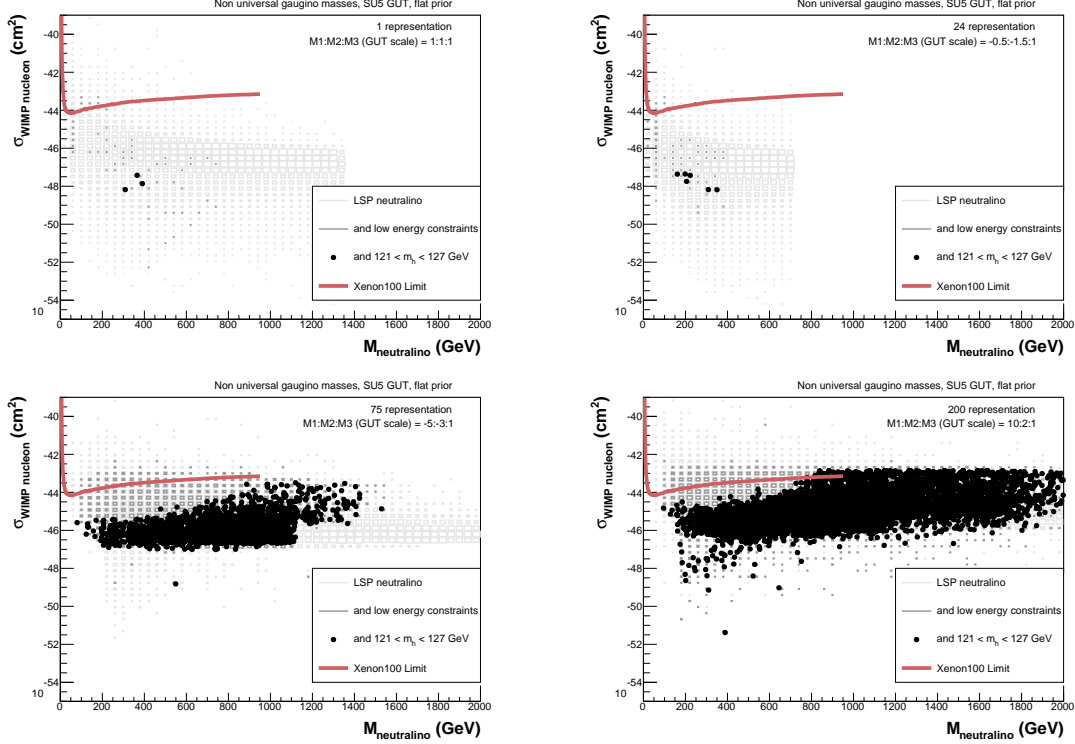 Non universal gaugino masses, SU5 GUT, flat prior
1 representation
M1:M2:M3 (GUT scale) = 1:1:1
σWIMP nucleon (cm²)
-40
-42
-44
-46
-48
-50
-52
-54
10
LSP neutralino
and low energy constraints
and 121 < mh < 127 GeV
Xenon100 Limit
0 200 400 600 800 1000 1200 1400 1600 1800 2000
Mneutralino (GeV)
Non universal gaugino masses, SU5 GUT, flat prior
24 representation
M1:M2:M3 (GUT scale) = -0.5:-1.5:1
σWIMP nucleon (cm²)
-40
-42
-44
-46
-48
-50
-52
-54
10
LSP neutralino
and low energy constraints
and 121 < mh < 127 GeV
Xenon100 Limit
0 200 400 600 800 1000 1200 1400 1600 1800 2000
Mneutralino (GeV)
Non universal gaugino masses, SU5 GUT, flat prior
75 representation
M1:M2:M3 (GUT scale) = -5:-3:1
σWIMP nucleon (cm²)
-40
-42
-44
-46
-48
-50
-52
-54
10
LSP neutralino
and low energy constraints
and 121 < mh < 127 GeV
Xenon100 Limit
0 200 400 600 800 1000 1200 1400 1600 1800 2000
Mneutralino (GeV)
Non universal gaugino masses, SU5 GUT, flat prior
200 representation
M1:M2:M3 (GUT scale) = 10:2:1
σWIMP nucleon (cm²)
-40
-42
-44
-46
-48
-50
-52
-54
10
LSP neutralino
and low energy constraints
and 121 < mh < 127 GeV
Xenon100 Limit
0 200 400 600 800 1000 1200 1400 1600 1800 2000
Mneutralino (GeV)